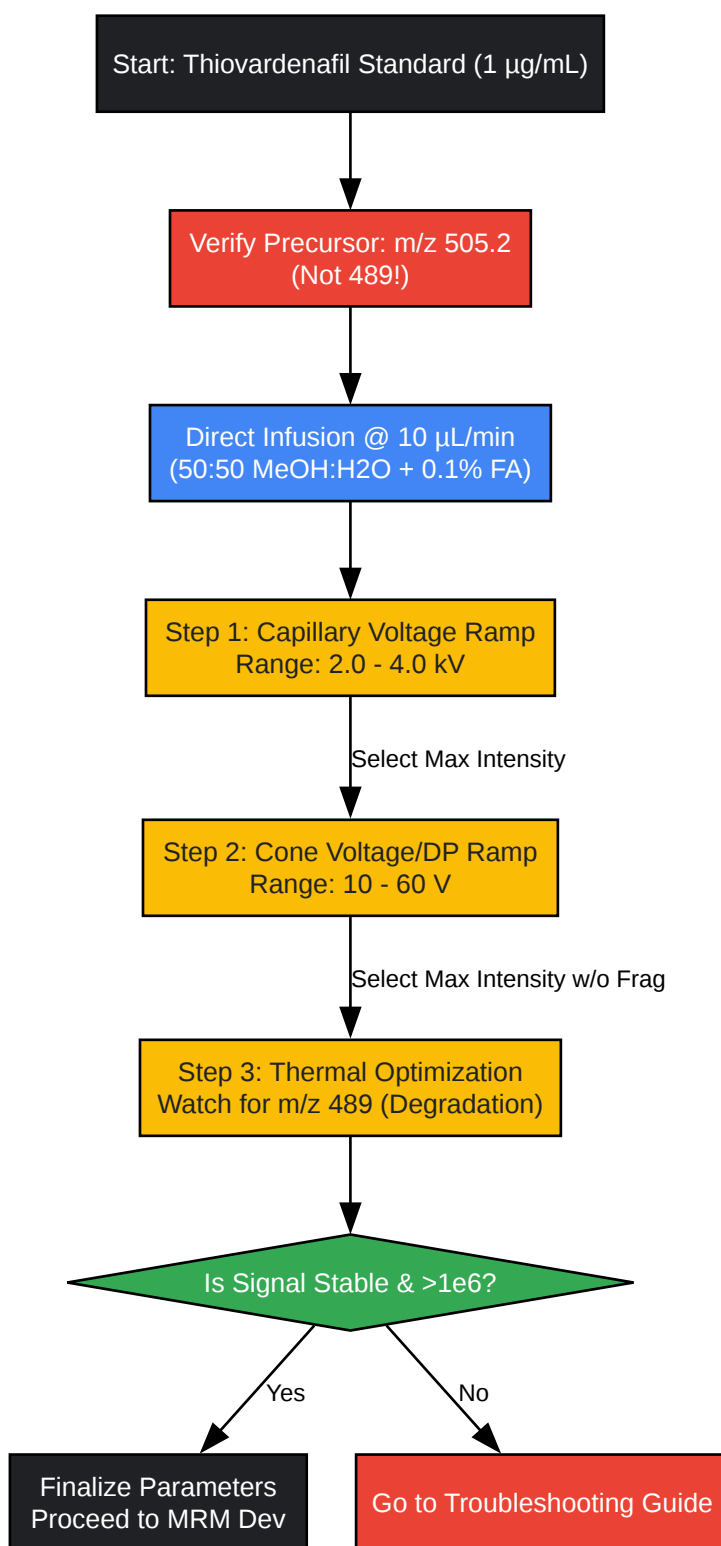 Start: Thiovardenafil Standard (1 µg/mL)
Verify Precursor: m/z 505.2
(Not 489!)
Direct Infusion @ 10 µL/min
(50:50 MeOH:H2O + 0.1% FA)
Step 1: Capillary Voltage Ramp
Range: 2.0 - 4.0 kV
Select Max Intensity
Step 2: Cone Voltage/DP Ramp
Range: 10 - 60 V
Select Max Intensity w/o Frag
Step 3: Thermal Optimization
Watch for m/z 489 (Degradation)
Is Signal Stable & >1e6?
Yes
No
Finalize Parameters
Proceed to MRM Dev
Go to Troubleshooting Guide